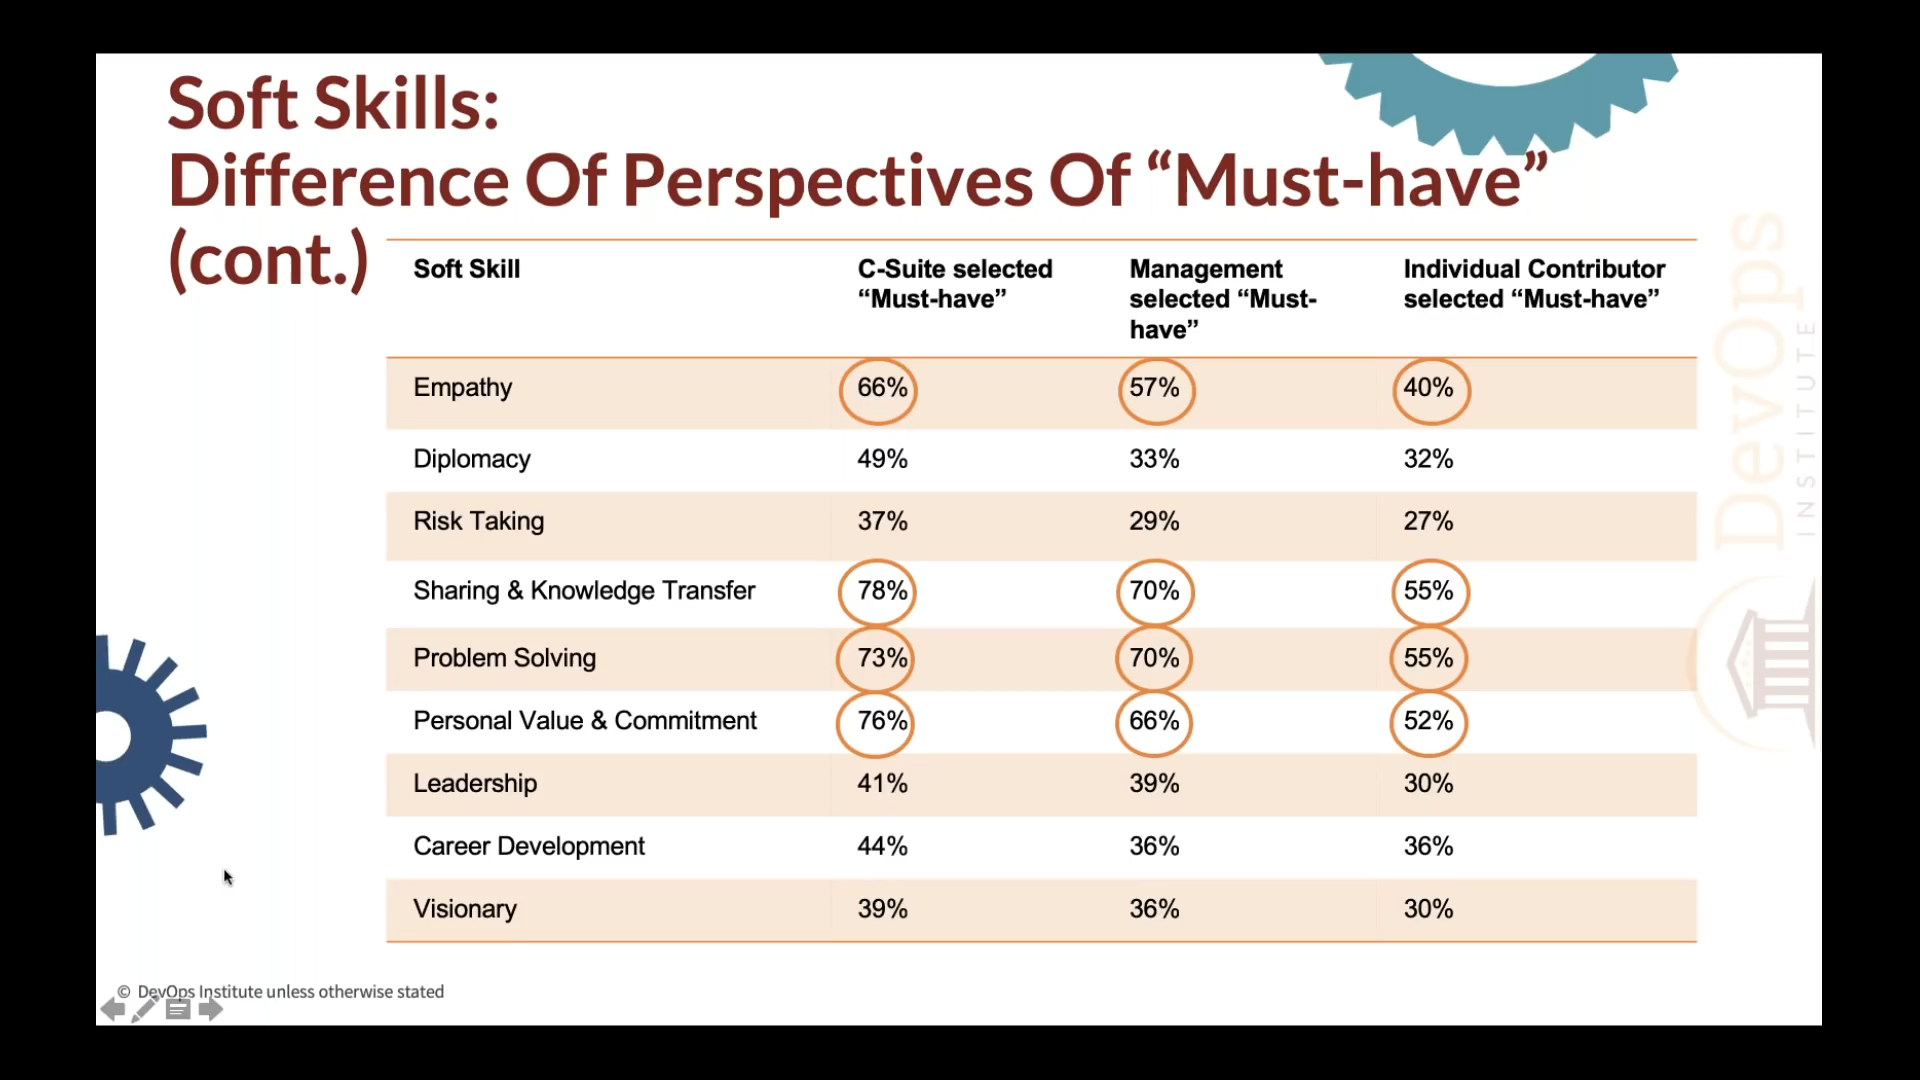 Soft Skills:
Difference Of Perspectives Of “Must-have”
(cont.)
Soft Skill C-Suite selected “Must-have” Management selected “Must-have” Individual Contributor selected “Must-have”
Empathy 66% 57% 40%
Diplomacy 49% 33% 32%
Risk Taking 37% 29% 27%
Sharing & Knowledge Transfer 78% 70% 55%
Problem Solving 73% 70% 55%
Personal Value & Commitment 76% 66% 52%
Leadership 41% 39% 30%
Career Development 44% 36% 36%
Visionary 39% 36% 30%
DevOps
INSTITUTE
© DevOps Institute unless otherwise stated